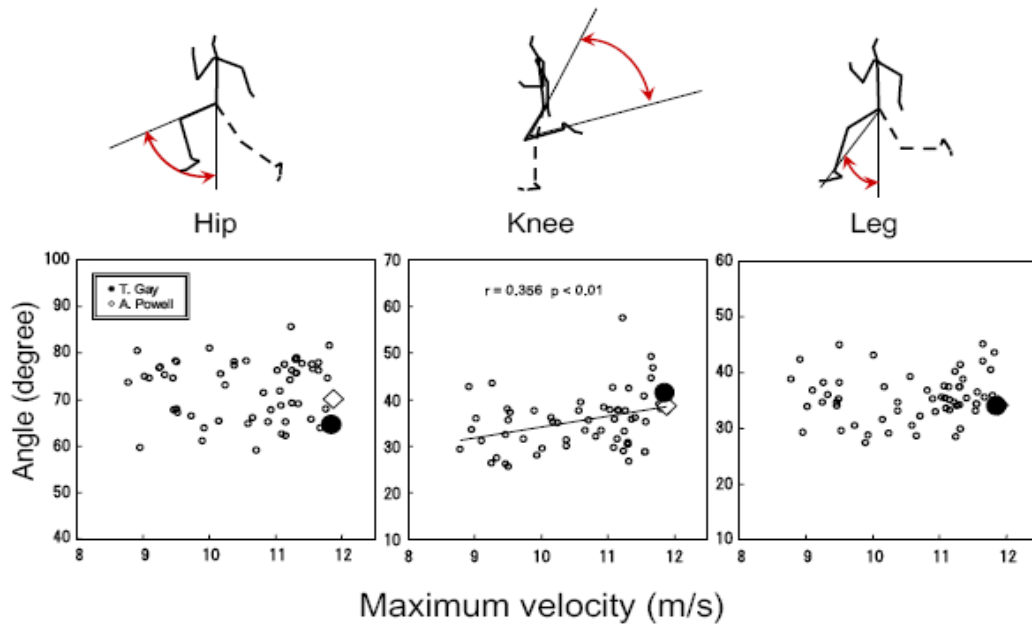 Hip Knee Leg
Angle (degree)
100
90
80
70
60
50
40
● T. Gay
◇ A. Powell
8 9 10 11 12
70
60
50
40
30
20
10
r = 0.356 p < 0.01
8 9 10 11 12
60
50
40
30
20
10
8 9 10 11 12
Maximum velocity (m/s)